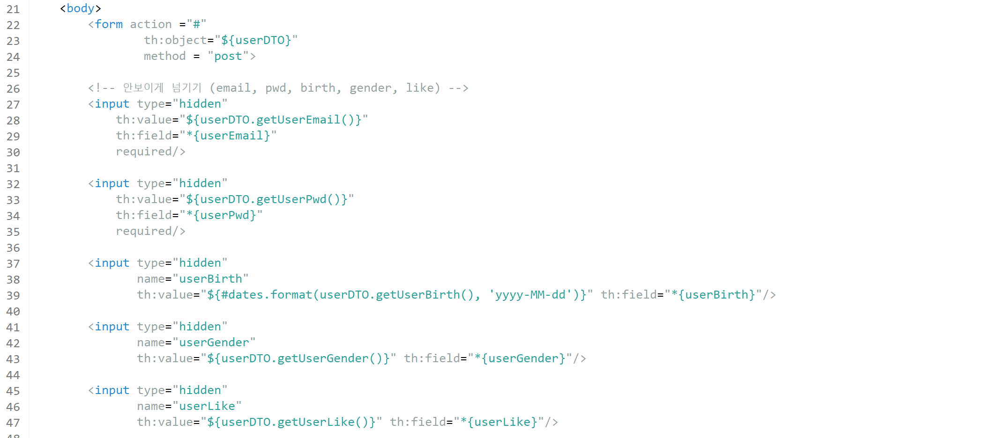 21 <body>
22 <form action ="#"
23 th:object="${userDTO}"
24 method = "post">
25
26 <!-- 안보이게 넘기기 (email, pwd, birth, gender, like) -->
27 <input type="hidden"
28 th:value="${userDTO.getUserEmail()}"
29 th:field="*{userEmail}"
30 required/>
31
32 <input type="hidden"
33 th:value="${userDTO.getUserPwd()}"
34 th:field="*{userPwd}"
35 required/>
36
37 <input type="hidden"
38 name="userBirth"
39 th:value="${#dates.format(userDTO.getUserBirth(), 'yyyy-MM-dd')}" th:field="*{userBirth}"/>
40
41 <input type="hidden"
42 name="userGender"
43 th:value="${userDTO.getUserGender()}" th:field="*{userGender}"/>
44
45 <input type="hidden"
46 name="userLike"
47 th:value="${userDTO.getUserLike()}" th:field="*{userLike}"/>
48